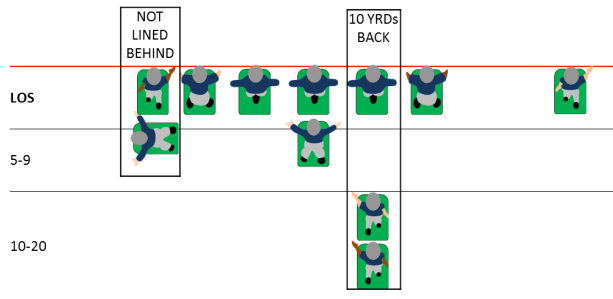 NOT
LINED
BEHIND
10 YRDs
BACK
LOS
5-9
10-20